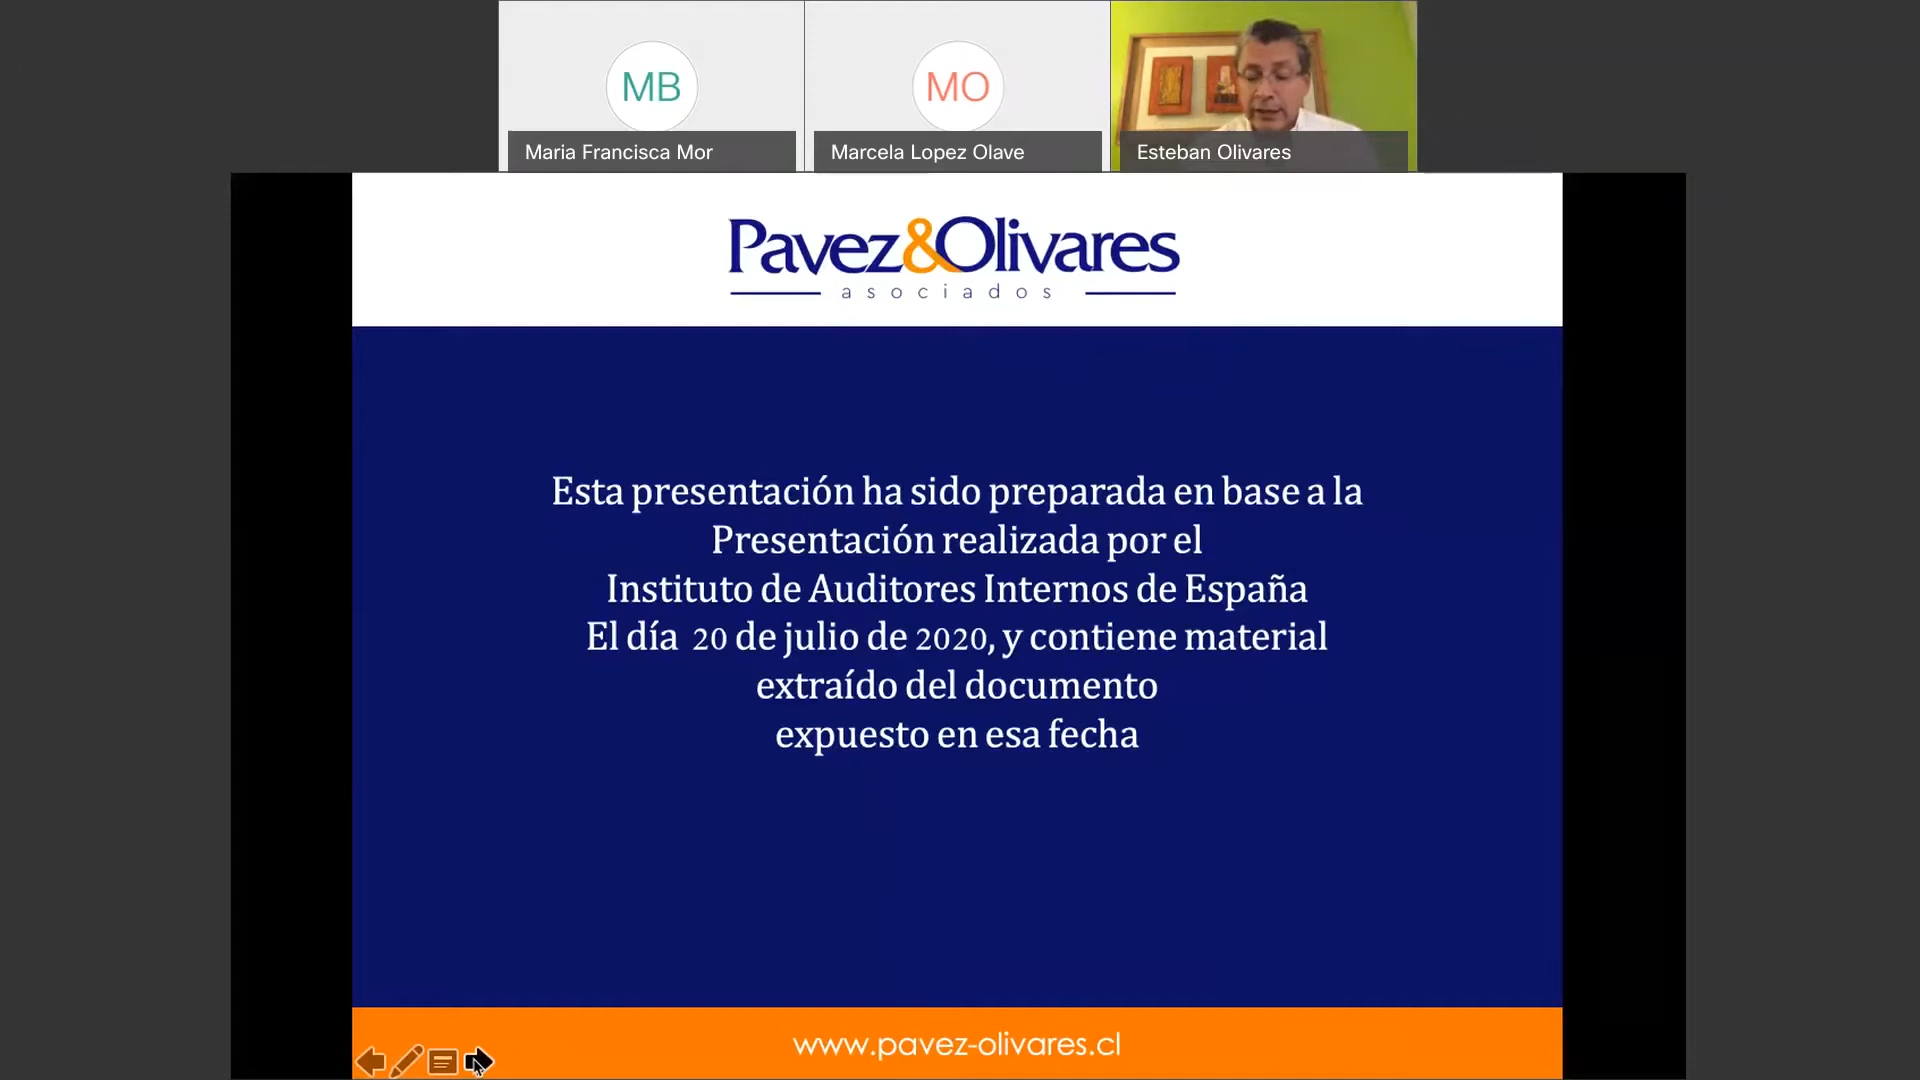 MB
MO
Maria Francisca Mor
Marcela Lopez Olave
Esteban Olivares
Pavez&Olivares
asociados
Esta presentación ha sido preparada en base a la
Presentación realizada por el
Instituto de Auditores Internos de España
El día 20 de julio de 2020, y contiene material
extraído del documento
expuesto en esa fecha
www.pavez-olivares.cl